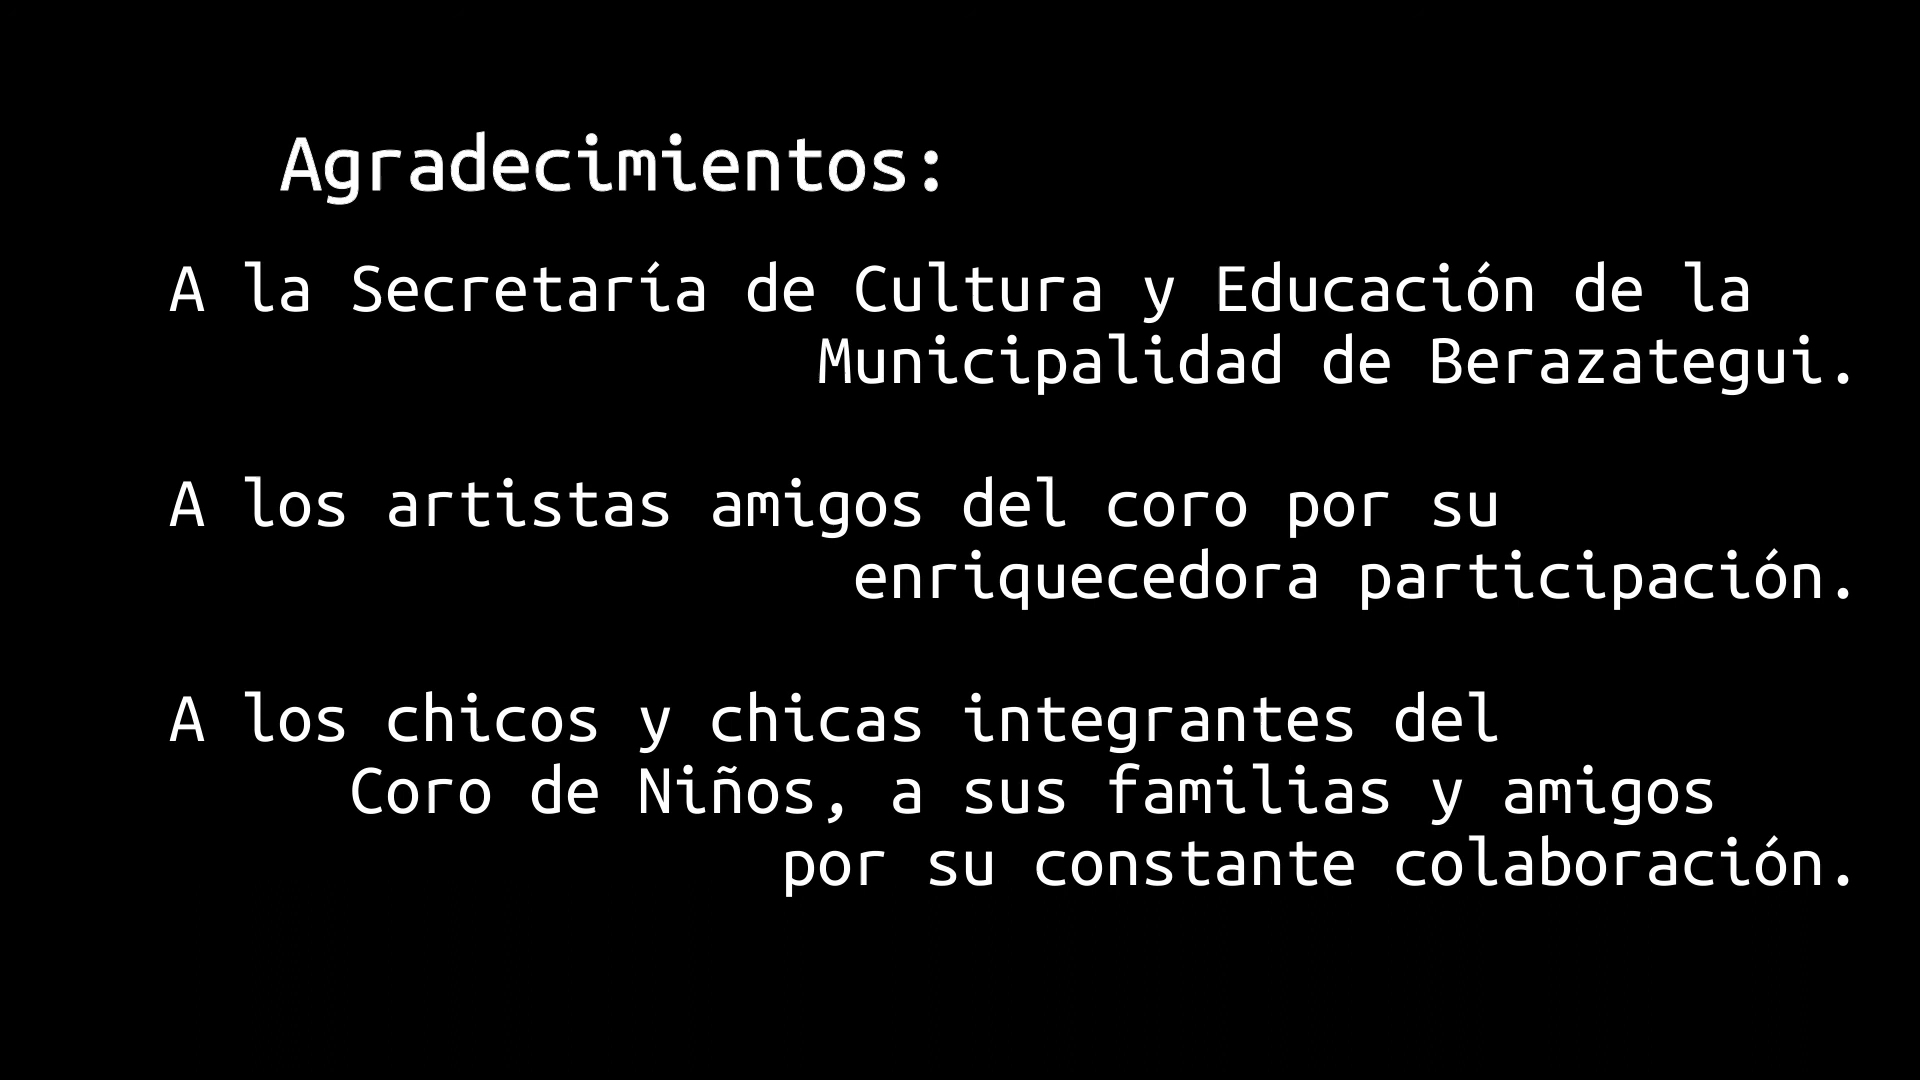 Agradecimientos:
A la Secretaría de Cultura y Educación de la
Municipalidad de Berazategui.
A los artistas amigos del coro por su
enriquecedora participación.
A los chicos y chicas integrantes del
Coro de Niños, a sus familias y amigos
por su constante colaboración.